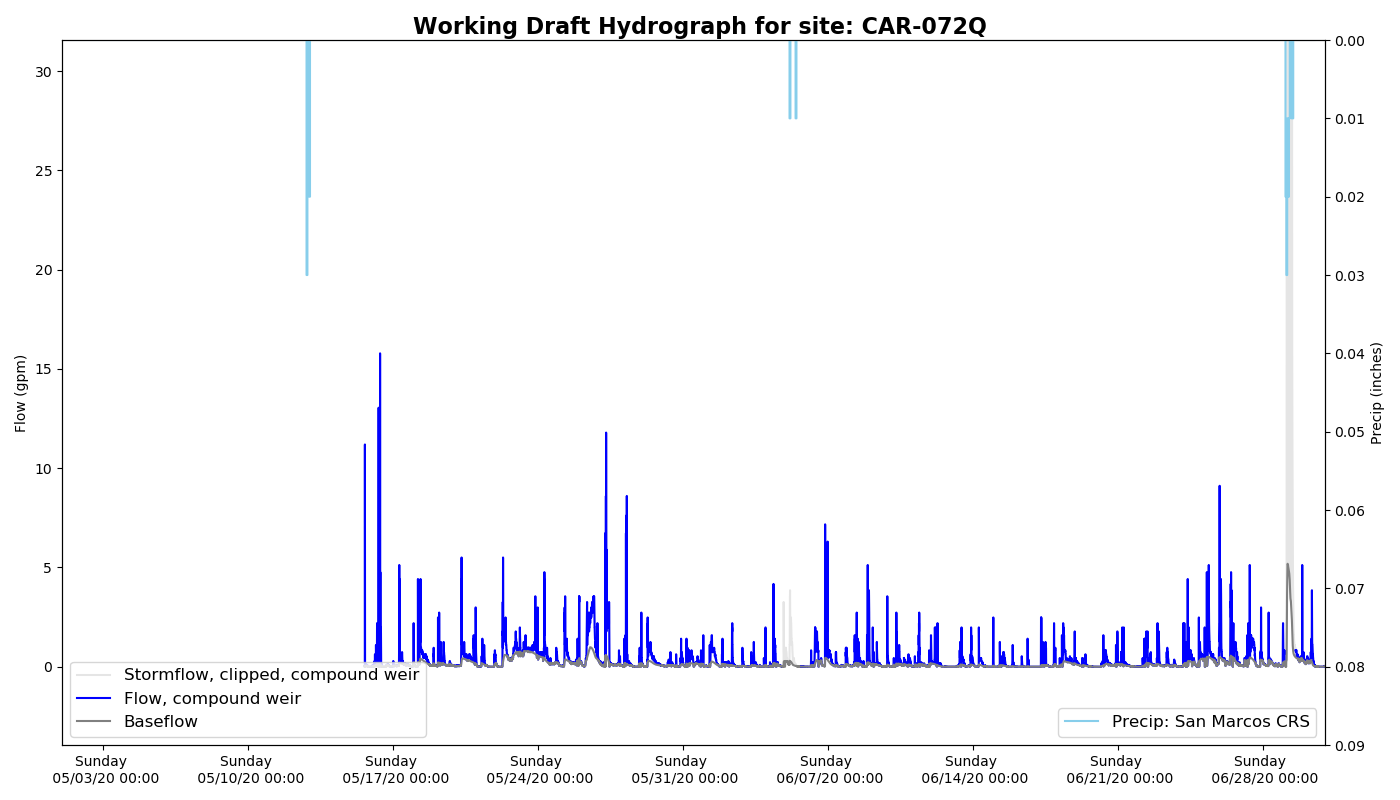 Working Draft Hydrograph for site: CAR-072Q
Flow (gpm)
30
25
20
15
10
5
0
0.00
0.01
0.02
0.03
0.04
0.05
0.06
0.07
0.08
0.09
Precip (inches)
Stormflow, clipped, compound weir
Flow, compound weir
Baseflow
Precip: San Marcos CRS
Sunday
05/03/20 00:00
Sunday
05/10/20 00:00
Sunday
05/17/20 00:00
Sunday
05/24/20 00:00
Sunday
05/31/20 00:00
Sunday
06/07/20 00:00
Sunday
06/14/20 00:00
Sunday
06/21/20 00:00
Sunday
06/28/20 00:00